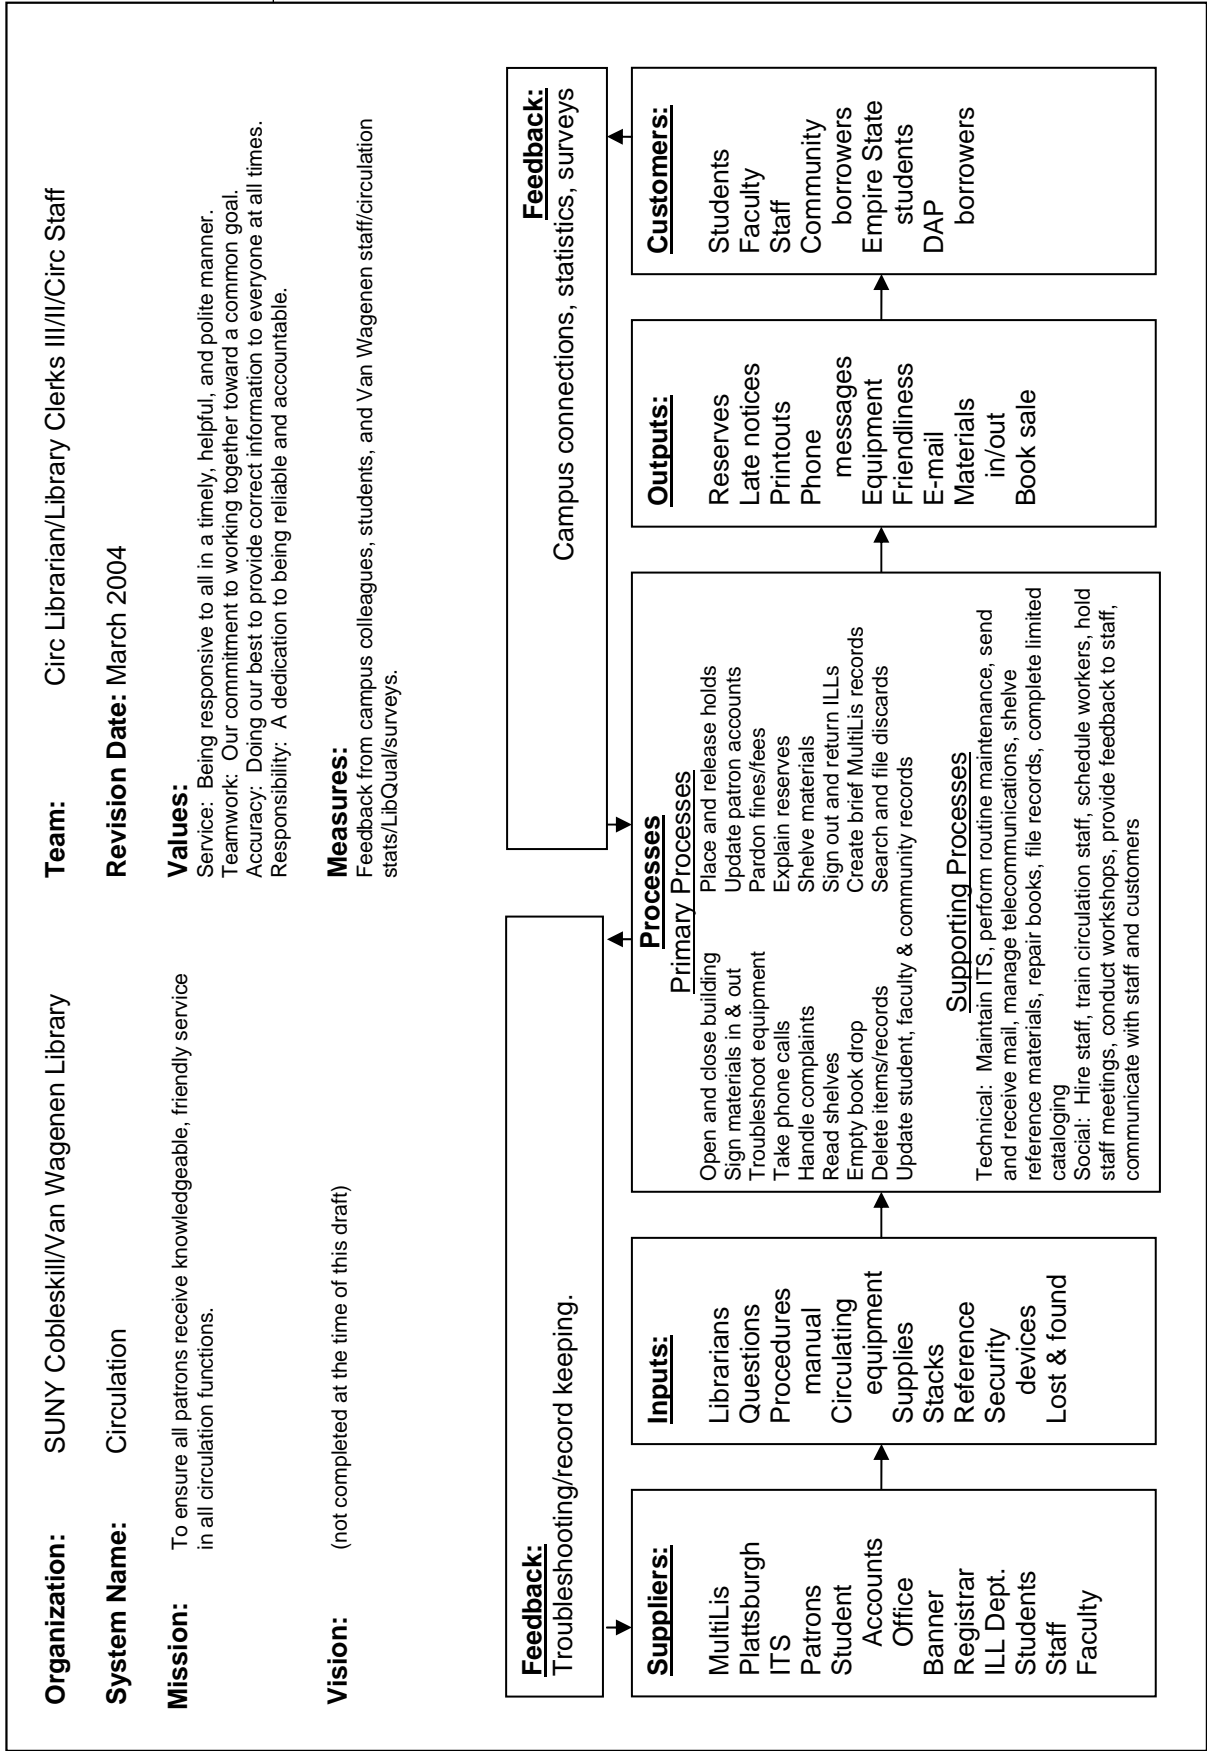 Organization: SUNY Cobleskill/Van Wagenen Library
Team: Circ Librarian/Library Clerks III/II/Circ Staff
System Name: Circulation
Revision Date: March 2004
Mission: To ensure all patrons receive knowledgeable, friendly service
in all circulation functions.
Values:
Service: Being responsive to all in a timely, helpful, and polite manner.
Teamwork: Our commitment to working together toward a common goal.
Accuracy: Doing our best to provide correct information to everyone at all times.
Responsibility: A dedication to being reliable and accountable.
Vision: (not completed at the time of this draft)
Measures:
Feedback from campus colleagues, students, and Van Wagenen staff/circulation
stats/LibQual/surveys.
Feedback:
Troubleshooting/record keeping.
Feedback:
Campus connections, statistics, surveys
Suppliers:
MultiLis
Plattsburgh
ITS
Patrons
Student
Accounts
Office
Banner
Registrar
ILL Dept.
Students
Staff
Faculty
Inputs:
Librarians
Questions
Procedures
manual
Circulating
equipment
Supplies
Stacks
Reference
Security
devices
Lost & found
Processes
Primary Processes
Open and close building
Sign materials in & out
Troubleshoot equipment
Take phone calls
Handle complaints
Read shelves
Empty book drop
Delete items/records
Update student, faculty & community records
Place and release holds
Update patron accounts
Pardon fines/fees
Explain reserves
Shelve materials
Sign out and return ILLs
Create brief MultiLis records
Search and file discards
Supporting Processes
Technical: Maintain ITS, perform routine maintenance, send
and receive mail, manage telecommunications, shelve
reference materials, repair books, file records, complete limited
cataloging
Social: Hire staff, train circulation staff, schedule workers, hold
staff meetings, conduct workshops, provide feedback to staff,
communicate with staff and customers
Outputs:
Reserves
Late notices
Printouts
Phone
messages
Equipment
Friendliness
E-mail
Materials
in/out
Book sale
Customers:
Students
Faculty
Staff
Community
borrowers
Empire State
students
DAP
borrowers